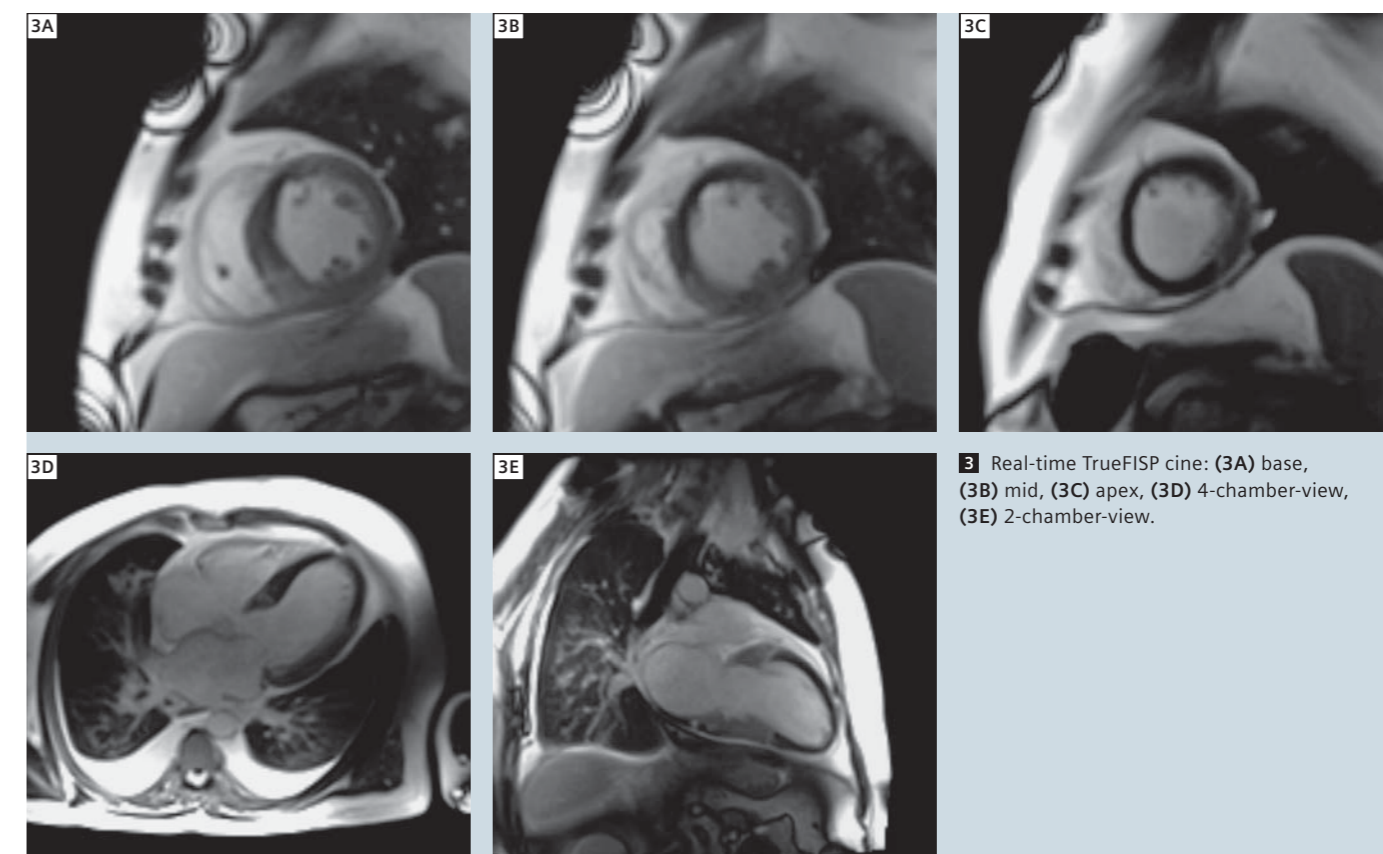 3A
3B
3C
3D
3E
3 Real-time TrueFISP cine: (3A) base,
(3B) mid, (3C) apex, (3D) 4-chamber-view,
(3E) 2-chamber-view.